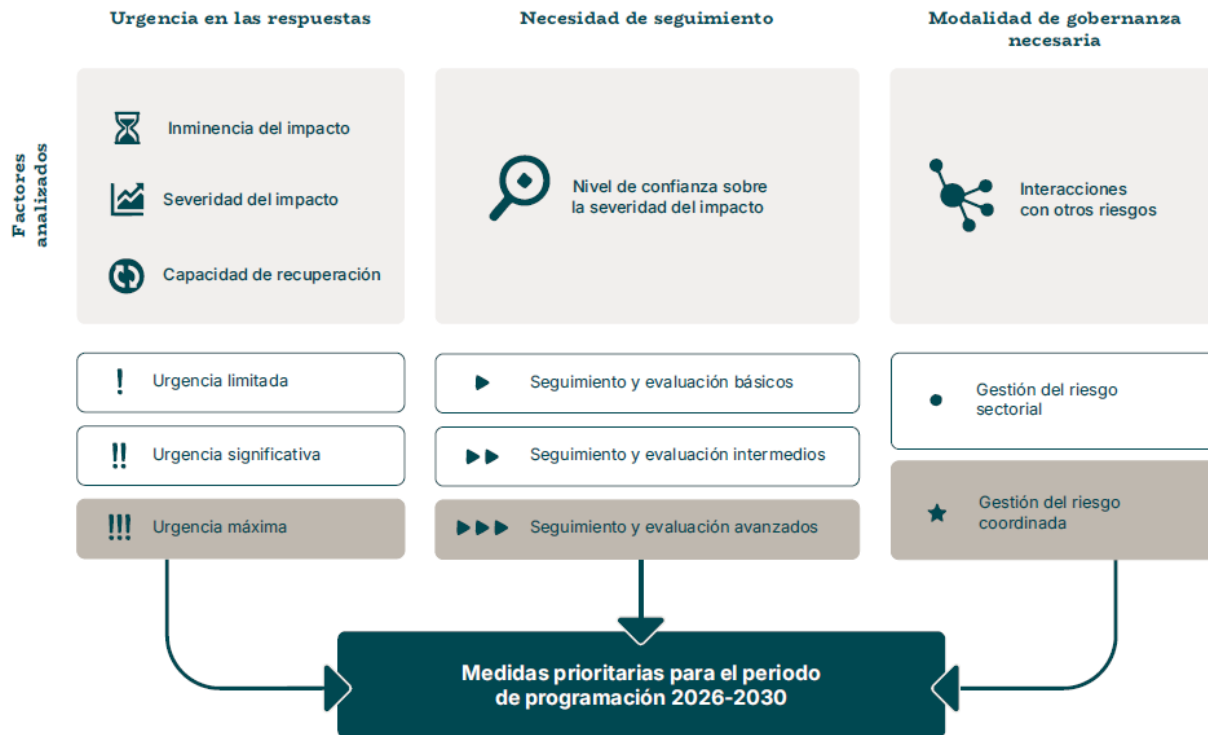 Urgencia en las respuestas
Necesidad de seguimiento
Modalidad de gobernanza
necesaria
Factores
analizados
Inminencia del impacto
Severidad del impacto
Capacidad de recuperación
Nivel de confianza sobre
la severidad del impacto
Interacciones
con otros riesgos
! Urgencia limitada
!! Urgencia significativa
!!! Urgencia máxima
Seguimiento y evaluación básicos
Seguimiento y evaluación intermedios
Seguimiento y evaluación avanzados
Gestión del riesgo
sectorial
Gestión del riesgo
coordinada
Medidas prioritarias para el periodo
de programación 2026-2030